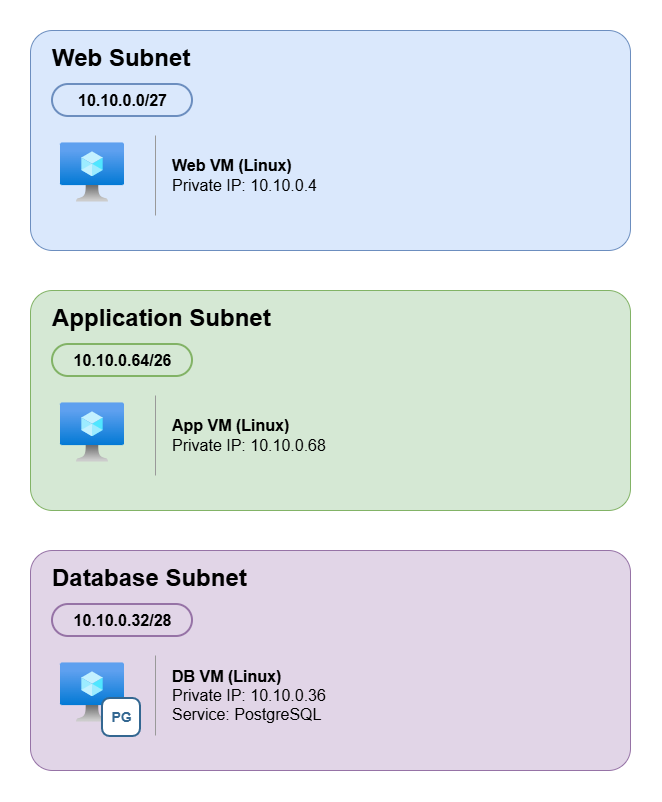 Web Subnet
10.10.0.0/27
Web VM (Linux)
Private IP: 10.10.0.4
Application Subnet
10.10.0.64/26
App VM (Linux)
Private IP: 10.10.0.68
Database Subnet
10.10.0.32/28
DB VM (Linux)
Private IP: 10.10.0.36
Service: PostgreSQL
PG